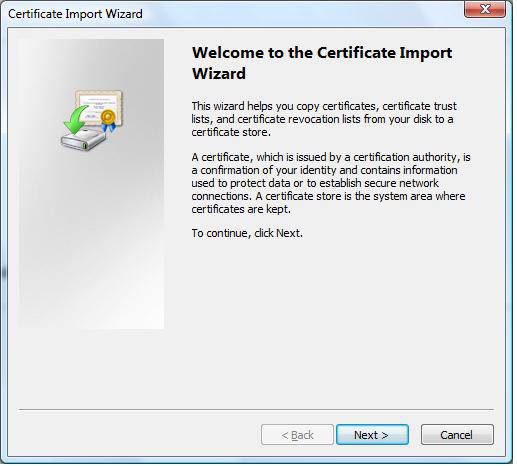 Certificate Import Wizard
Welcome to the Certificate Import
Wizard
This wizard helps you copy certificates, certificate trust
lists, and certificate revocation lists from your disk to a
certificate store.
A certificate, which is issued by a certification authority, is
a confirmation of your identity and contains information
used to protect data or to establish secure network
connections. A certificate store is the system area where
certificates are kept.
To continue, click Next.
< Back Next > Cancel